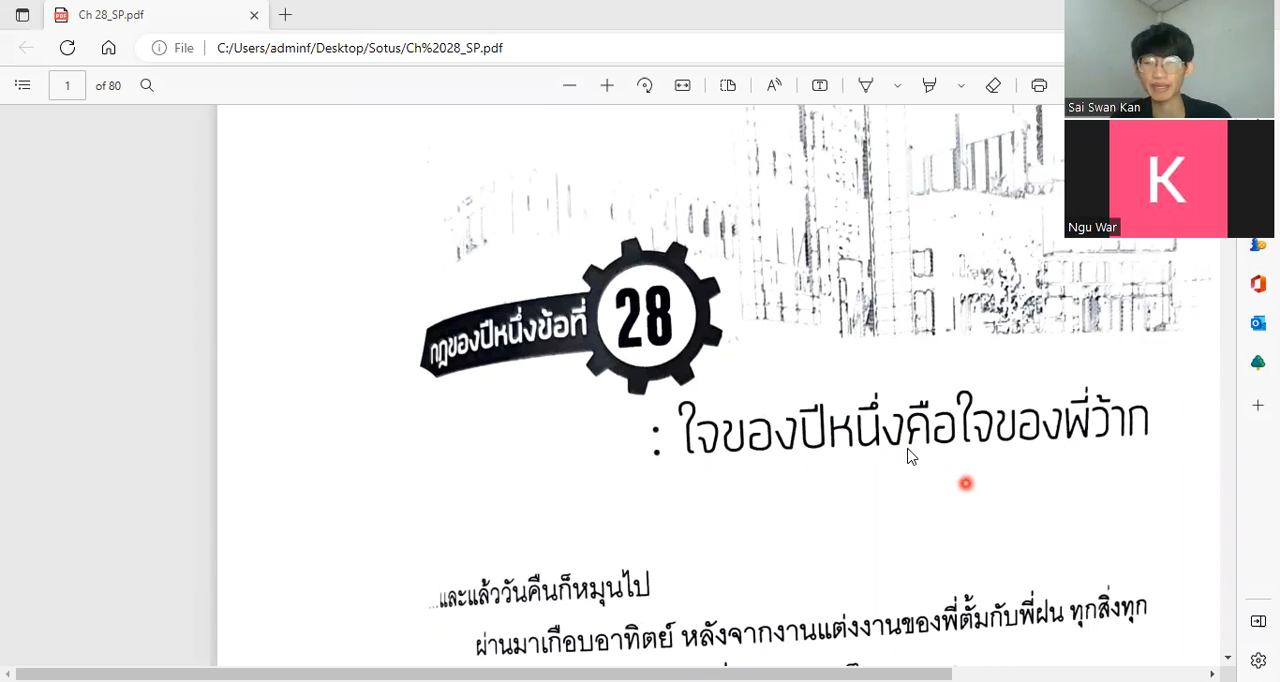 Ch 28_SP.pdf
File
C:/Users/adminf/Desktop/Sotus/Ch%2028_SP.pdf
1 of 80
Sai Swan Kan
K
Ngu War
กฎของปีหนึ่งข้อที่ 28
: ใจของปีหนึ่งคือใจของพี่ว้าก
...และแล้ววันคืนก็หมุนไป
ผ่านมาเกือบอาทิตย์ หลังจากงานแต่งงานของพี่ตั้มกับพี่ฝน ทุกสิ่งทุก